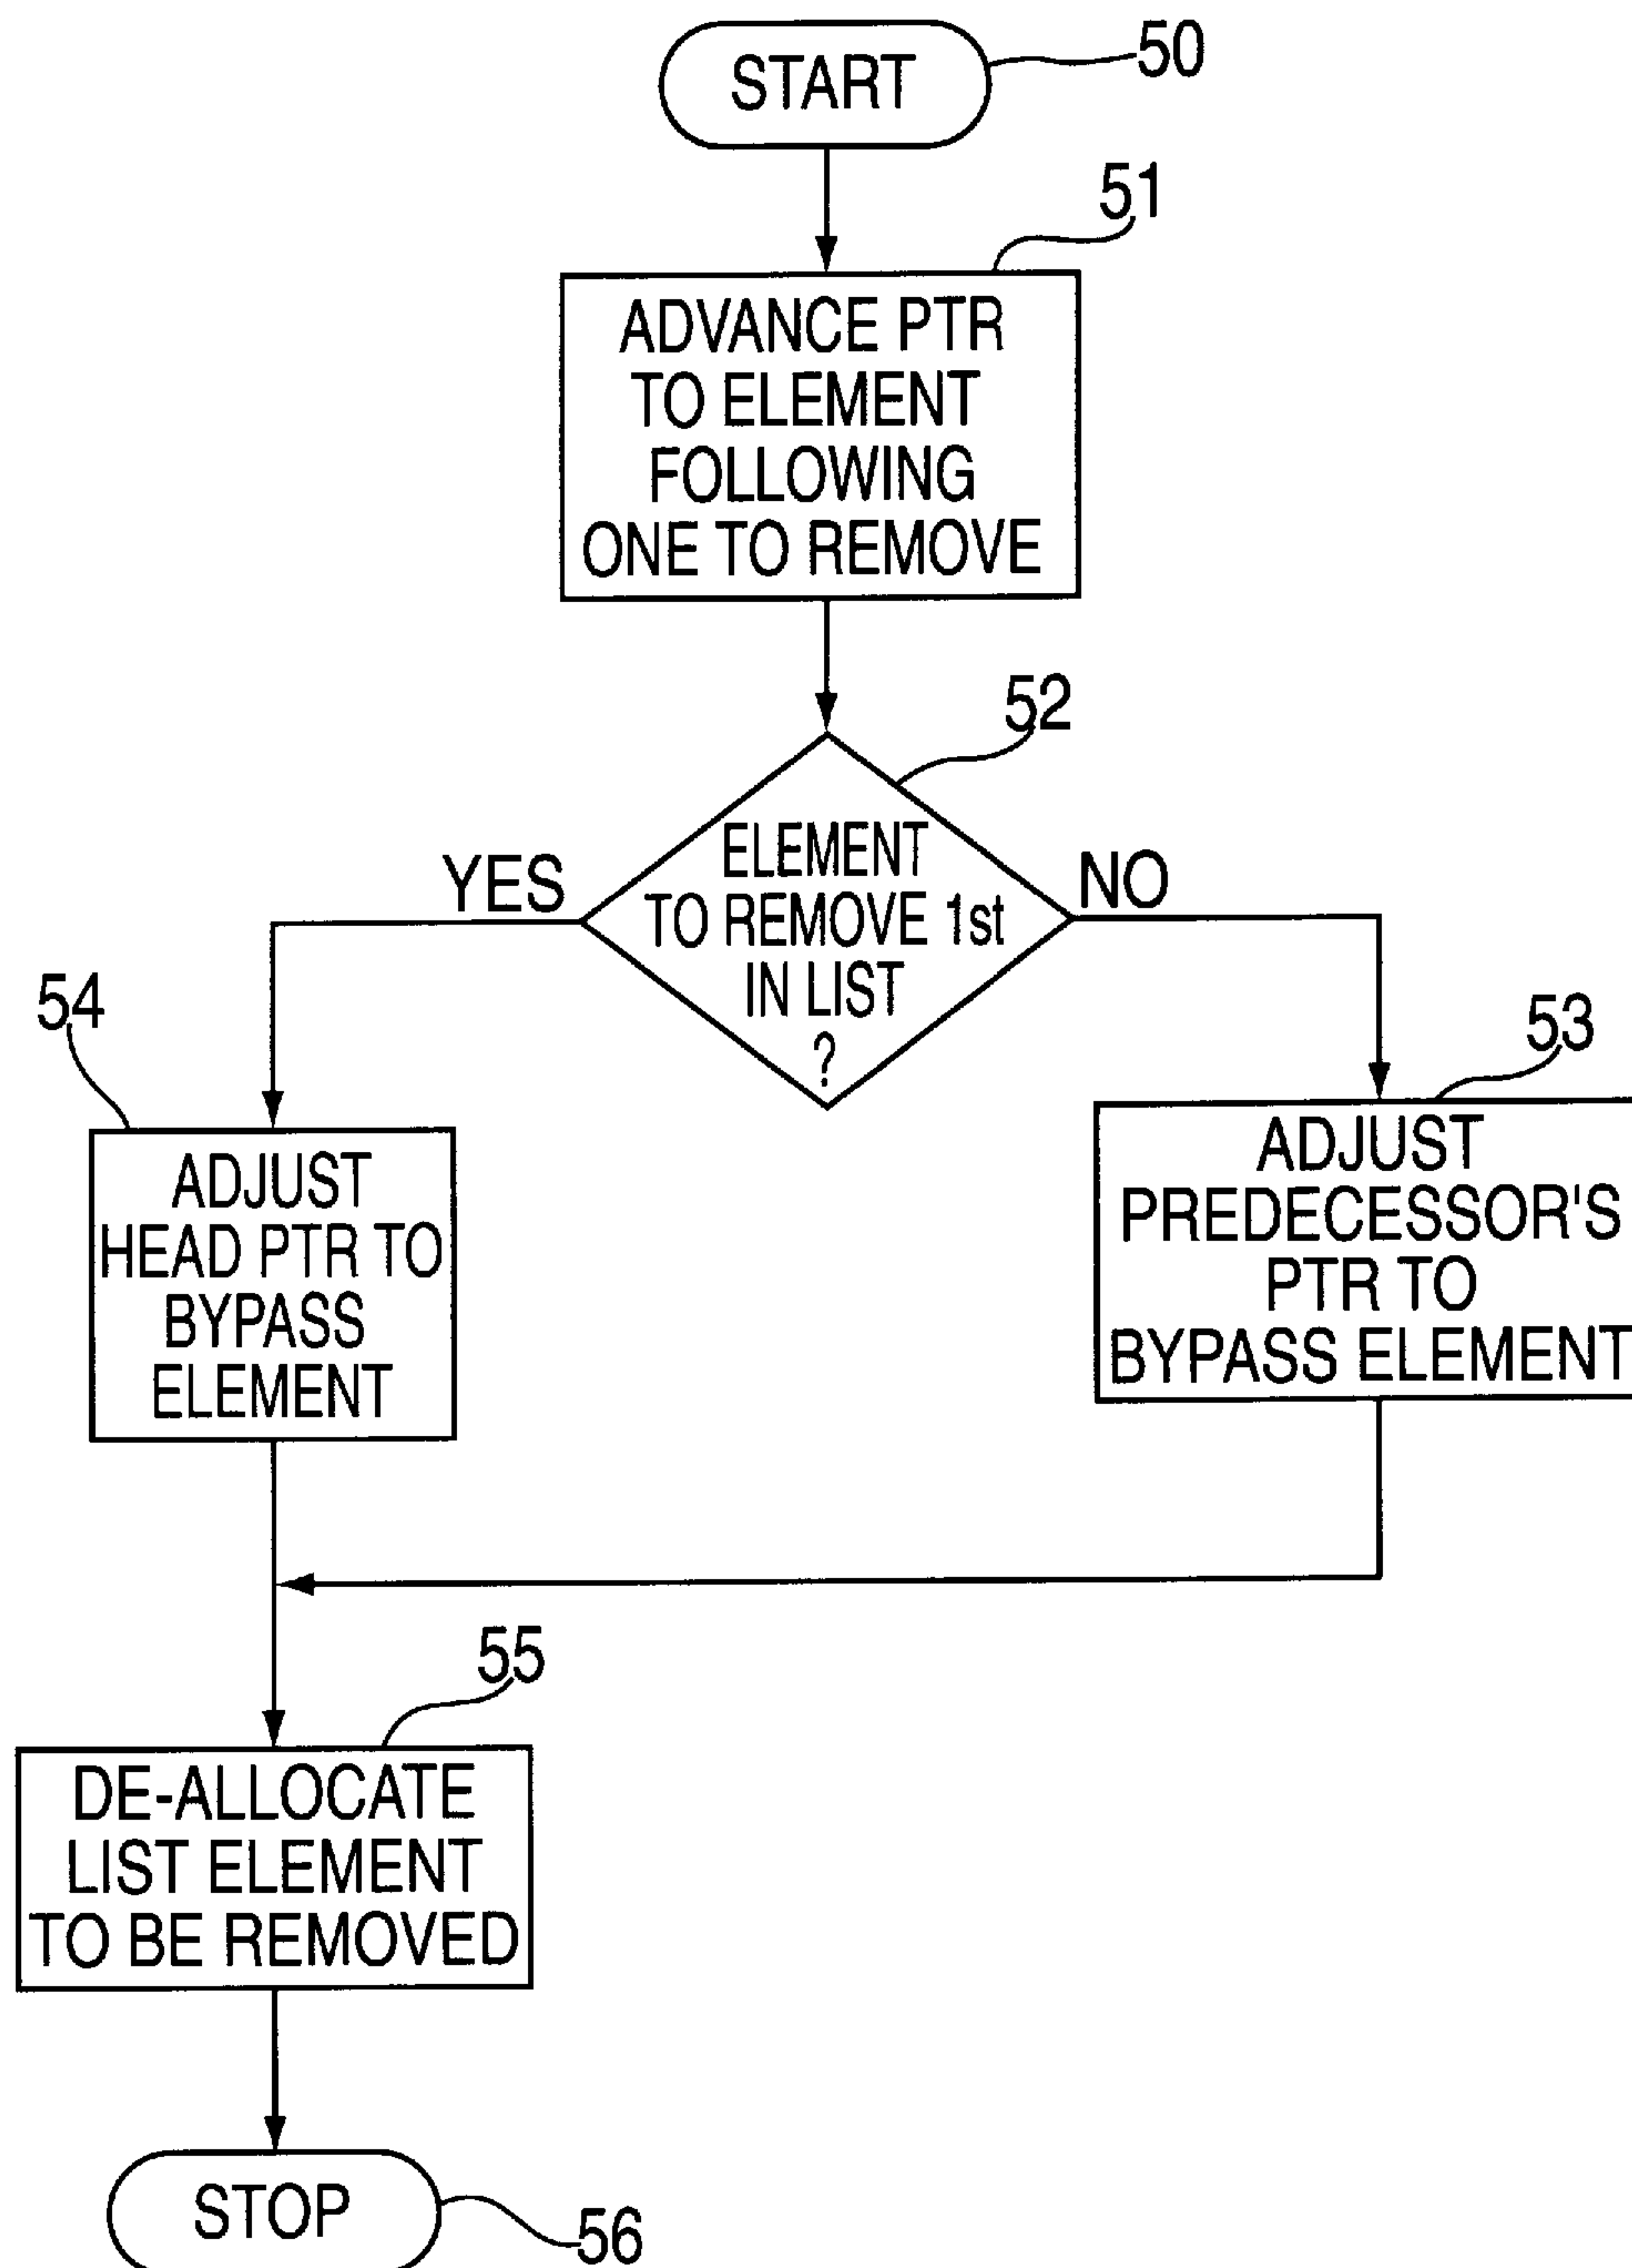 START
50
51
ADVANCE PTR
TO ELEMENT
FOLLOWING
ONE TO REMOVE
52
ELEMENT
TO REMOVE 1st
IN LIST
?
YES
NO
54
53
ADJUST
HEAD PTR TO
BYPASS
ELEMENT
ADJUST
PREDECESSOR'S
PTR TO
BYPASS ELEMENT
55
DE-ALLOCATE
LIST ELEMENT
TO BE REMOVED
STOP
56